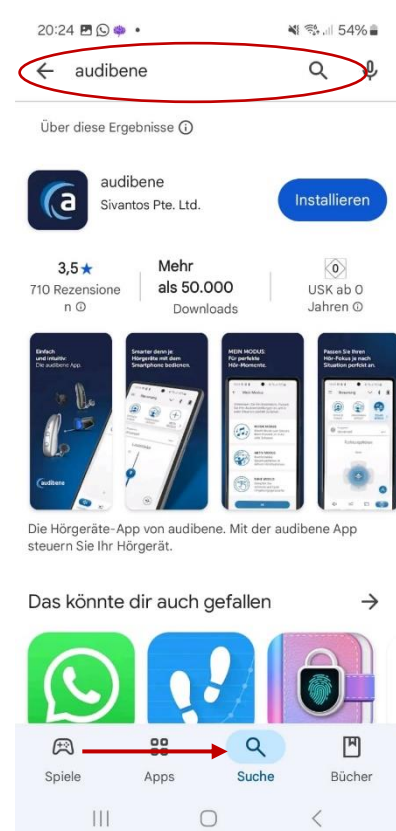 20:24 54%
audibene
Über diese Ergebnisse
audibene
Sivantos Pte. Ltd.
Installieren
3,5★
710 Rezensione
n
Mehr
als 50.000
Downloads
0
USK ab 0
Jahren
Einfach
und intuitiv
Die audibene App
audibene
Smarter denn je
Hörgeräte mit dem
Smartphone bedienen.
MEIN MODUS
Für perfekte
Hör-Momente.
Passen Sie Ihren
Hör-Fokus je nach
Situation perfekt an.
Die Hörgeräte-App von audibene. Mit der audibene App
steuern Sie Ihr Hörgerät.
Das könnte dir auch gefallen
Spiele Apps Suche Bücher